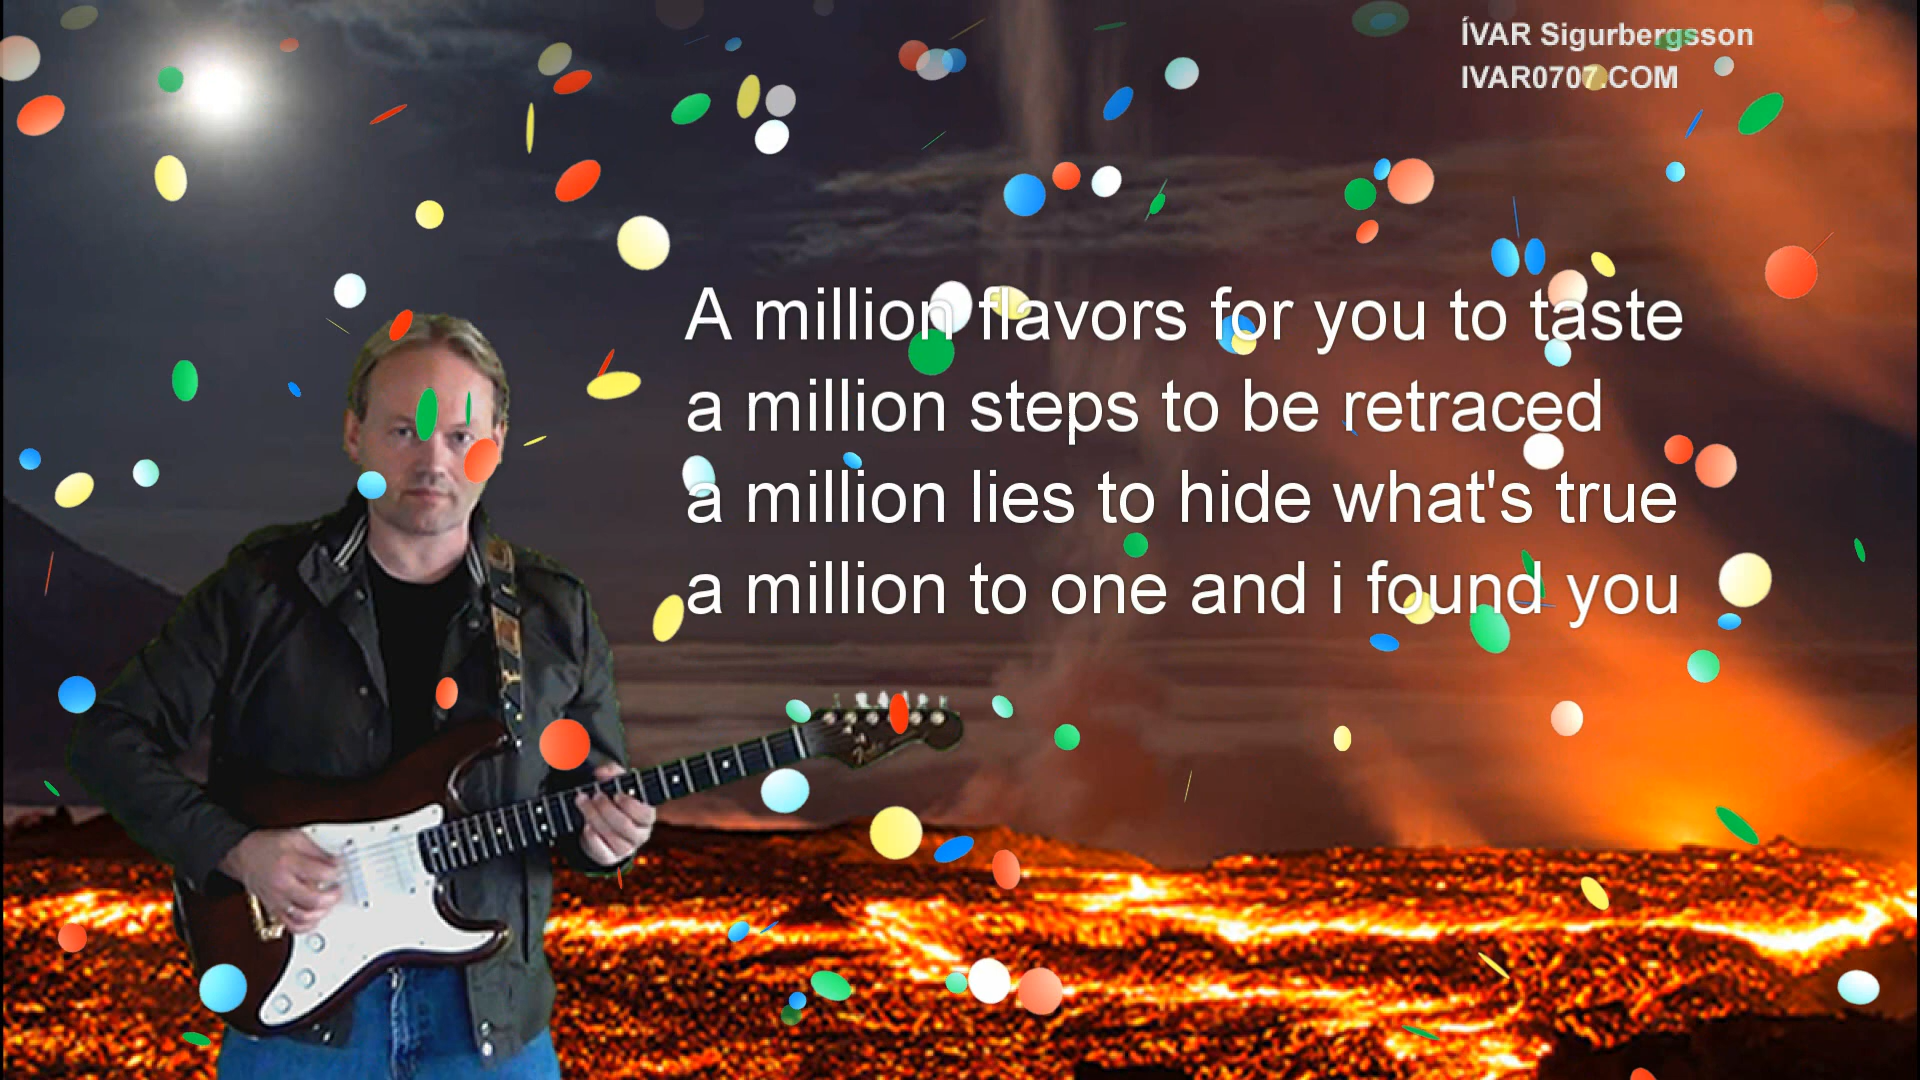 ÍVAR Sigurbergsson
IVAR0707.COM
A million flavors for you to taste
a million steps to be retraced
a million lies to hide what's true
a million to one and i found you